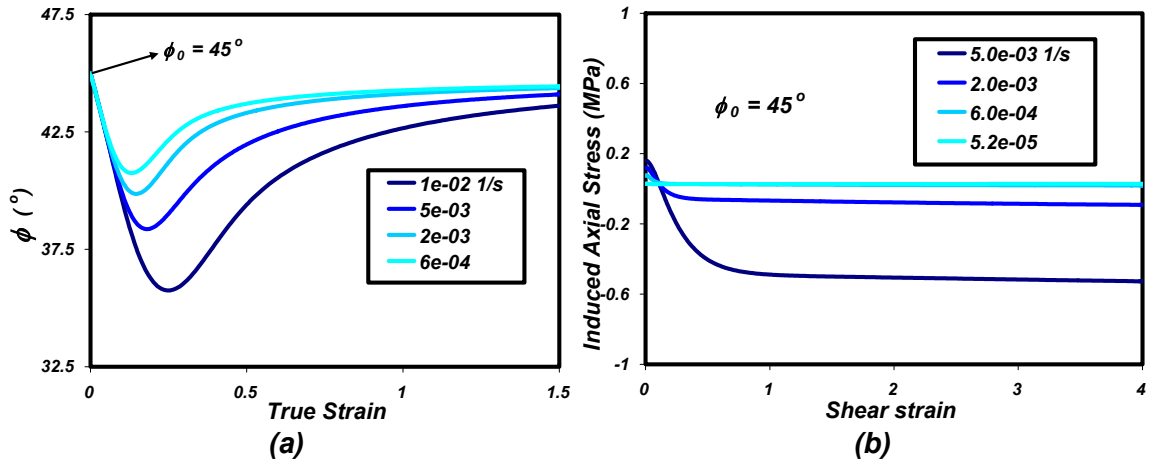 47.5
42.5
37.5
32.5
ϕ (°)
ϕ0 = 45°
1e-02 1/s
5e-03
2e-03
6e-04
0
0.5
1
1.5
True Strain
(a)
1
0.6
0.2
-0.2
-0.6
-1
Induced Axial Stress (MPa)
ϕ0 = 45°
5.0e-03 1/s
2.0e-03
6.0e-04
5.2e-05
0
1
2
3
4
Shear strain
(b)